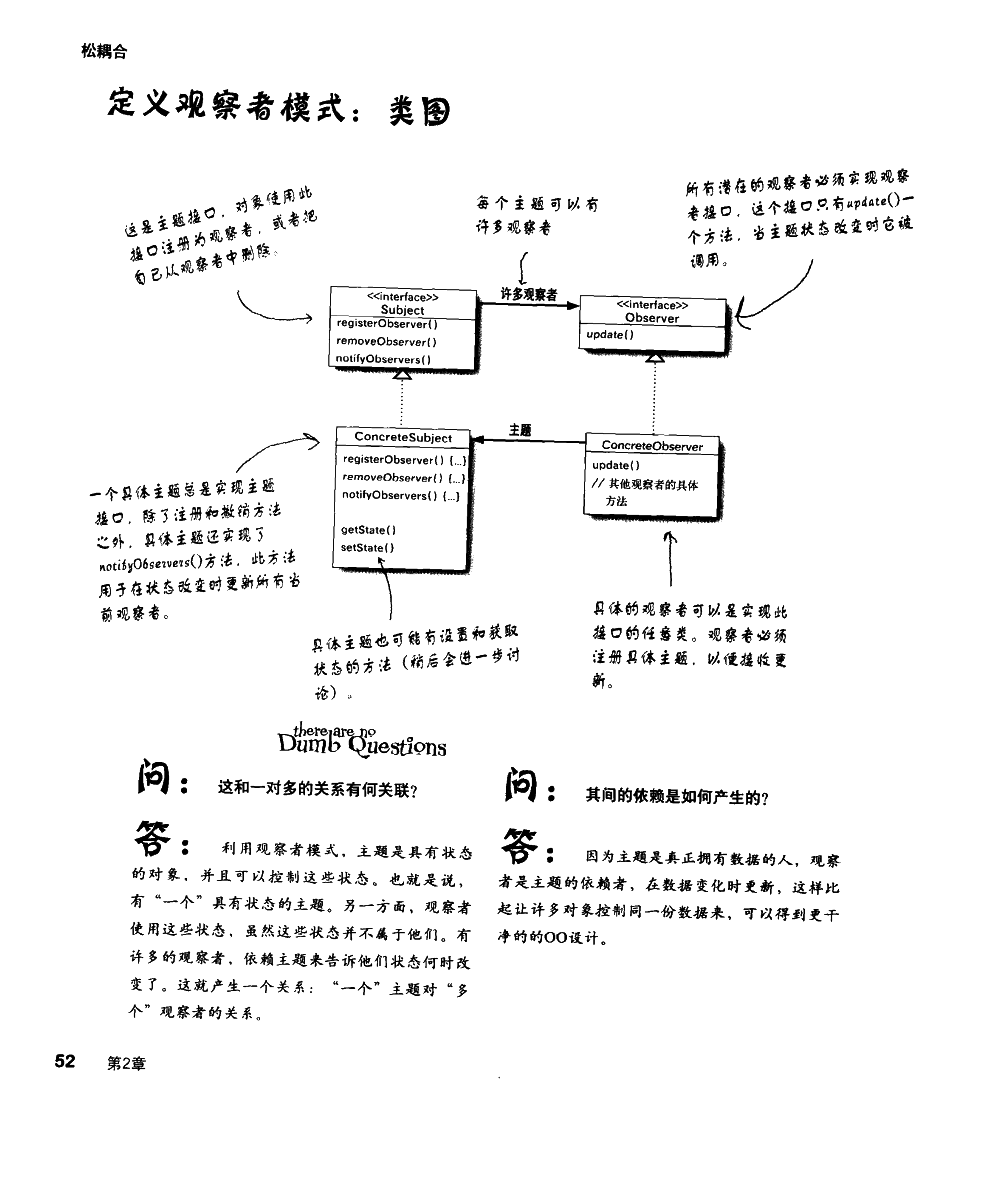 松耦合
定义观察者模式：类图
这是主题接口，对象使用此
接口注册为观察者，或者把
自己从观察者中删除。
每个主题可以有
许多观察者
所有潜在的观察者必须实现观察
者接口，这个接口只有update()一
个方法，当主题状态改变时它被
调用。
<<interface>>
Subject
registerObserver()
removeObserver()
notifyObservers()
许多观察者
<<interface>>
Observer
update()
ConcreteSubject
registerObserver() {...}
removeObserver() {...}
notifyObservers() {...}
getState()
setState()
主题
ConcreteObserver
update()
// 其他观察者的具体
方法
一个具体主题总是实现主题
接口，除了注册和撤销方法
之外，具体主题还实现了
notifyObservers()方法，此方法
用于在状态改变时更新所有当
前观察者。
具体主题也可能有设置和获取
状态的方法（稍后会进一步讨
论）。
具体的观察者可以是实现此
接口的任意类。观察者必须
注册具体主题，以便接收更
新。
there are no
Dumb Questions
问： 这和一对多的关系有何关联？
答： 利用观察者模式，主题是具有状态
的对象，并且可以控制这些状态。也就是说，
有“一个”具有状态的主题。另一方面，观察者
使用这些状态，虽然这些状态并不属于他们。有
许多的观察者，依赖主题来告诉他们状态何时改
变了。这就产生一个关系：“一个”主题对“多
个”观察者的关系。
问： 其间的依赖是如何产生的？
答： 因为主题是真正拥有数据的人，观察
者是主题的依赖者，在数据变化时更新，这样比
起让许多对象控制同一份数据来，可以得到更干
净的的OO设计。
52 第2章